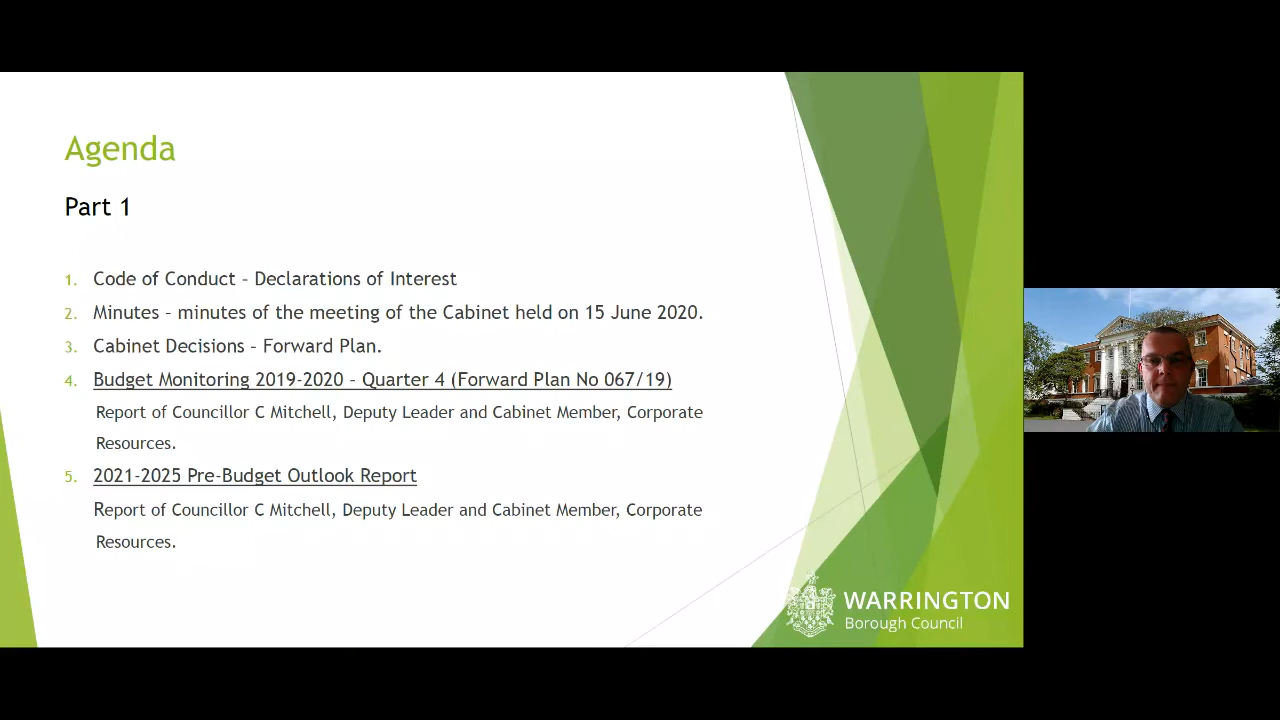 Agenda
Part 1
1. Code of Conduct – Declarations of Interest
2. Minutes – minutes of the meeting of the Cabinet held on 15 June 2020.
3. Cabinet Decisions – Forward Plan.
4. Budget Monitoring 2019-2020 – Quarter 4 (Forward Plan No 067/19)
Report of Councillor C Mitchell, Deputy Leader and Cabinet Member, Corporate
Resources.
5. 2021-2025 Pre-Budget Outlook Report
Report of Councillor C Mitchell, Deputy Leader and Cabinet Member, Corporate
Resources.
WARRINGTON
Borough Council